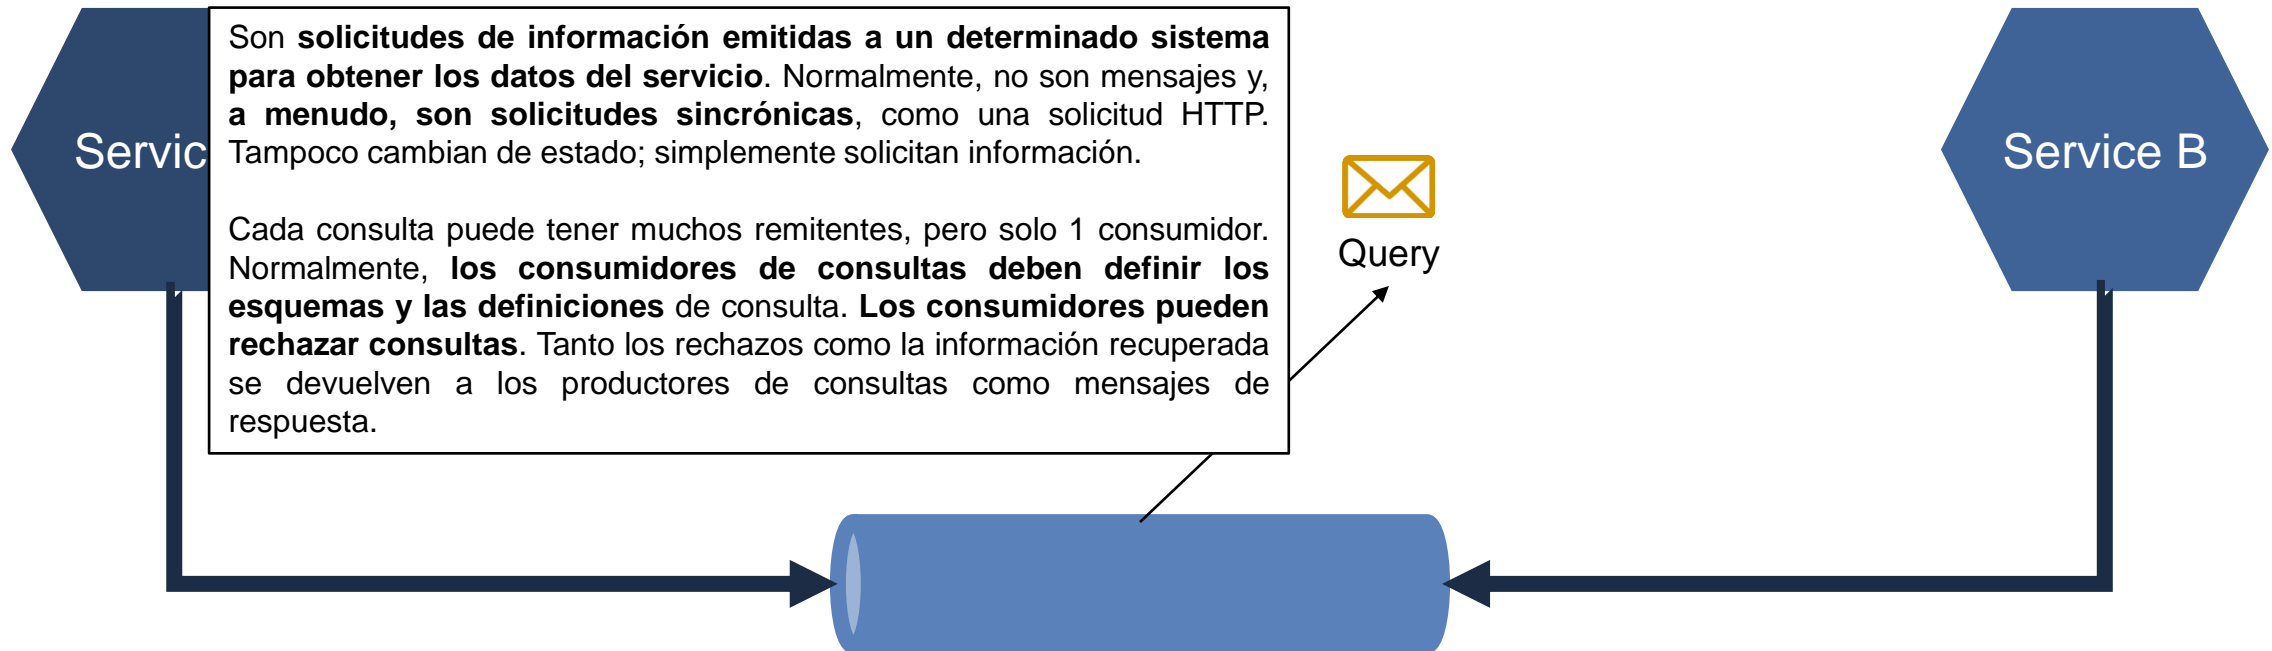 Son solicitudes de información emitidas a un determinado sistema
para obtener los datos del servicio. Normalmente, no son mensajes y,
a menudo, son solicitudes sincrónicas, como una solicitud HTTP.
Tampoco cambian de estado; simplemente solicitan información.
Cada consulta puede tener muchos remitentes, pero solo 1 consumidor.
Normalmente, los consumidores de consultas deben definir los
esquemas y las definiciones de consulta. Los consumidores pueden
rechazar consultas. Tanto los rechazos como la información recuperada
se devuelven a los productores de consultas como mensajes de
respuesta.
Servic
Query
Service B